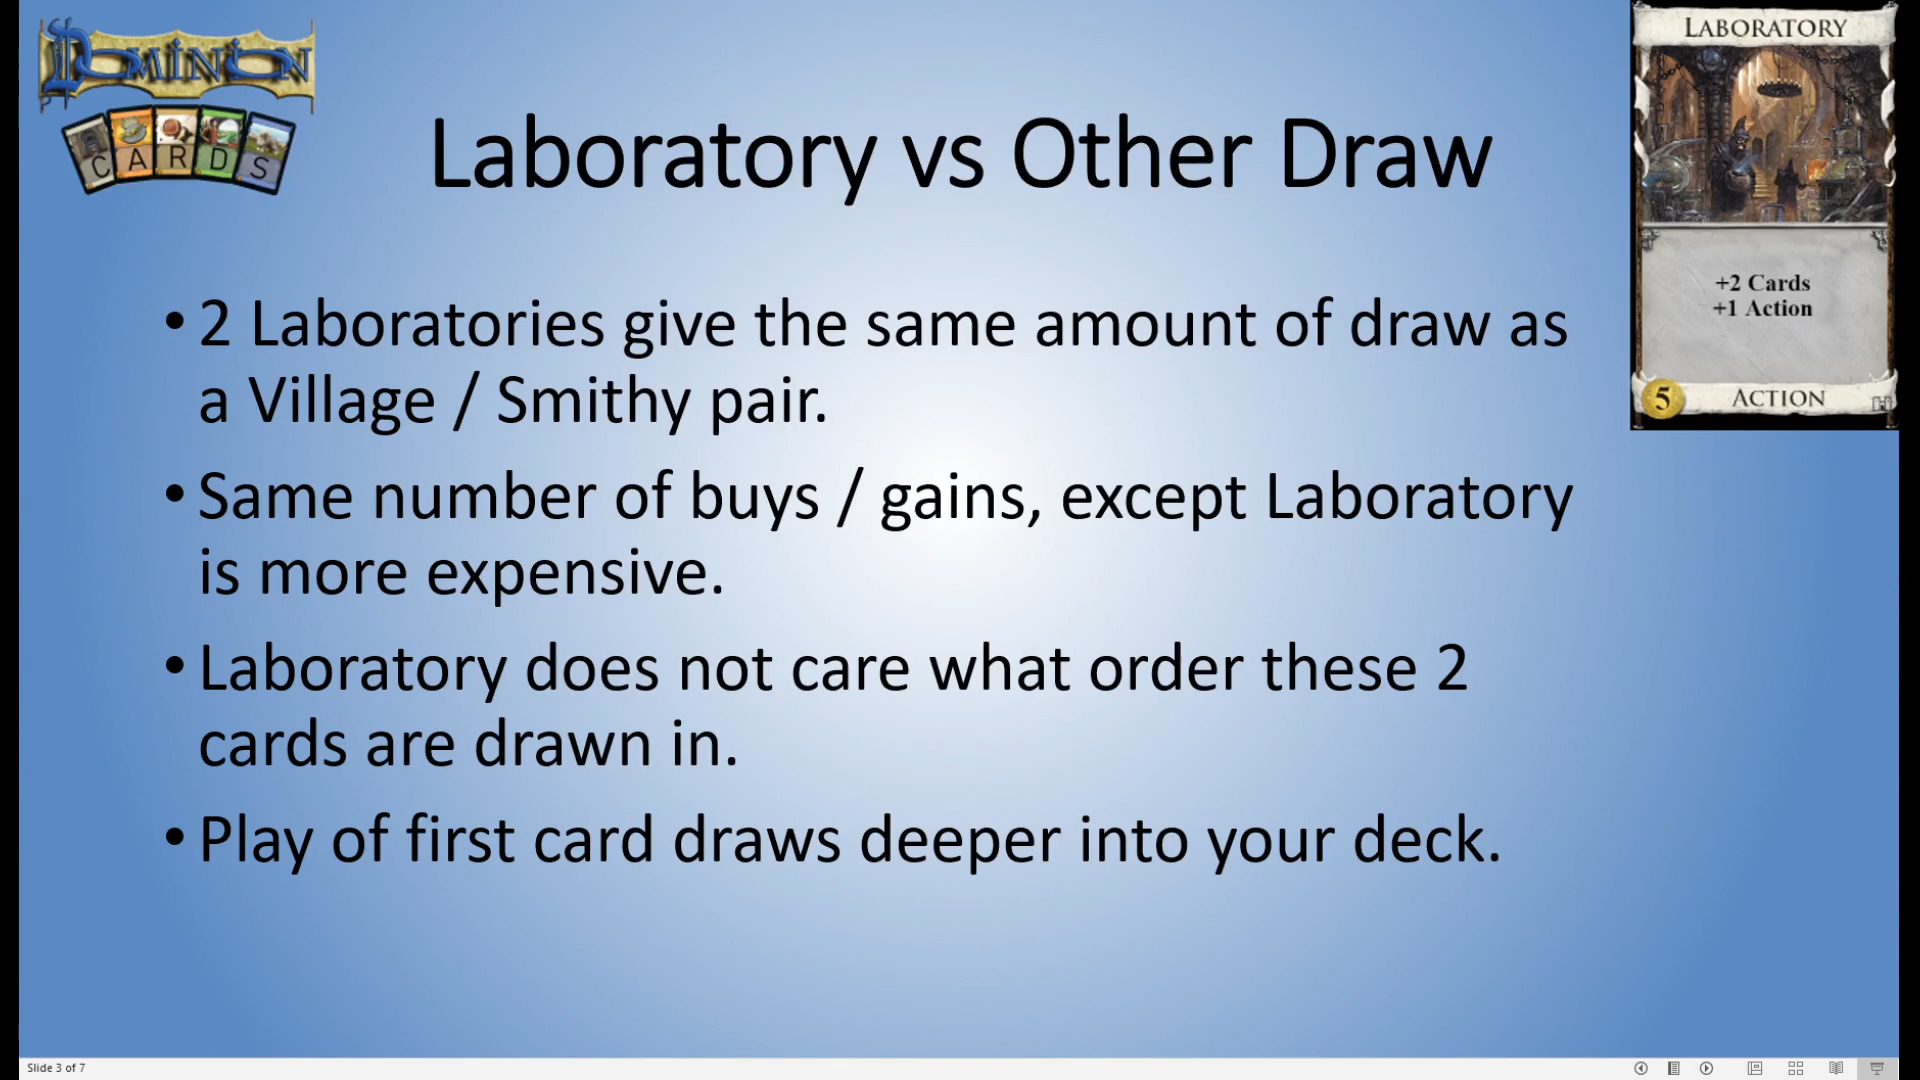 DOMINION
CARDS
Laboratory vs Other Draw
LABORATORY
+2 Cards
+1 Action
5 ACTION
• 2 Laboratories give the same amount of draw as
a Village / Smithy pair.
• Same number of buys / gains, except Laboratory
is more expensive.
• Laboratory does not care what order these 2
cards are drawn in.
• Play of first card draws deeper into your deck.
Slide 3 of 7